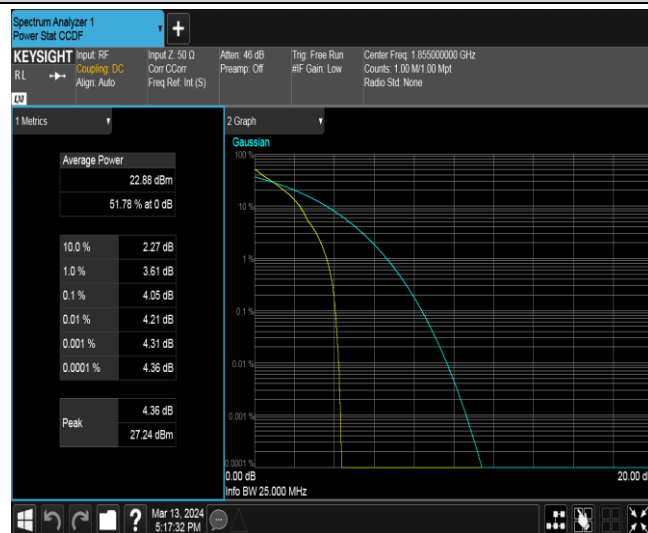 Spectrum Analyzer 1
Power Stat CCDF
+
KEYSIGHT
RL
LXI
Input: RF
Coupling: DC
Align: Auto
Input Z: 50 Ω
Corr CCorr
Freq Ref: Int (S)
Atten: 46 dB
Preamp: Off
Trig: Free Run
#IF Gain: Low
Center Freq: 1.855000000 GHz
Counts: 1.00 M/1.00 Mpt
Radio Std: None
1 Metrics
Average Power
22.88 dBm
51.78 % at 0 dB
10.0 % 2.27 dB
1.0 % 3.61 dB
0.1 % 4.05 dB
0.01 % 4.21 dB
0.001 % 4.31 dB
0.0001 % 4.36 dB
Peak
4.36 dB
27.24 dBm
2 Graph
Gaussian
100 %
10 %
1 %
0.1 %
0.01 %
0.001 %
0.0001 %
0.00 dB
20.00 d
Info BW 25.000 MHz
?
Mar 13, 2024
5:17:32 PM